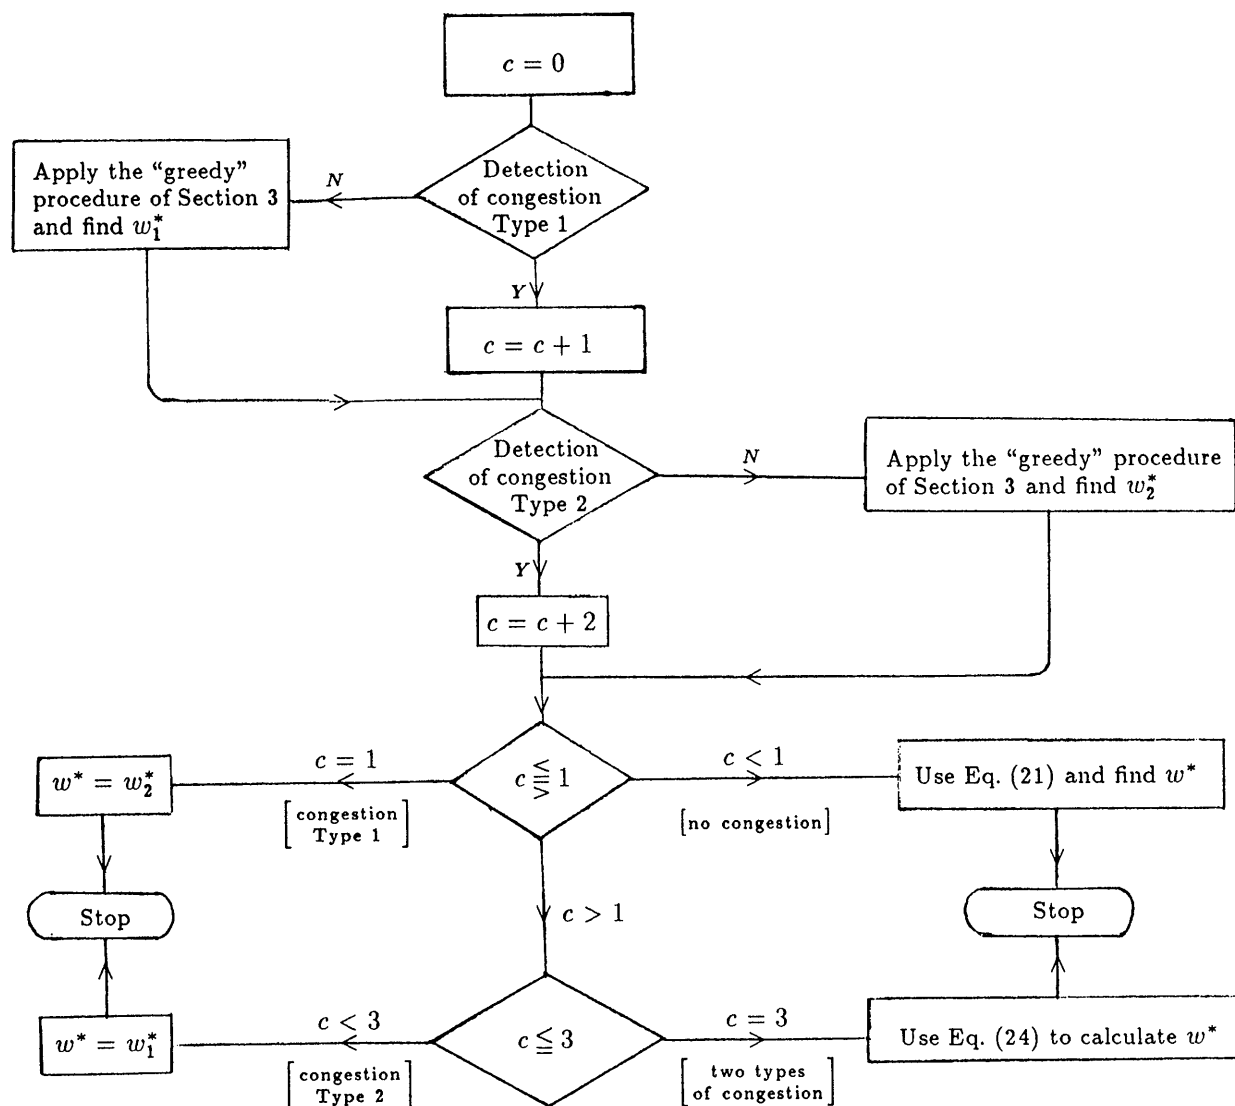 c = 0
Detection
of congestion
Type 1
N
Apply the “greedy”
procedure of Section 3
and find w₁*
Y
c = c + 1
Detection
of congestion
Type 2
N
Apply the “greedy” procedure
of Section 3 and find w₂*
Y
c = c + 2
c ⪋ 1
c = 1
[congestion
Type 1]
w* = w₂*
Stop
c < 1
[no congestion]
Use Eq. (21) and find w*
Stop
c > 1
c ≦ 3
c < 3
[congestion
Type 2]
w* = w₁*
c = 3
[two types
of congestion]
Use Eq. (24) to calculate w*